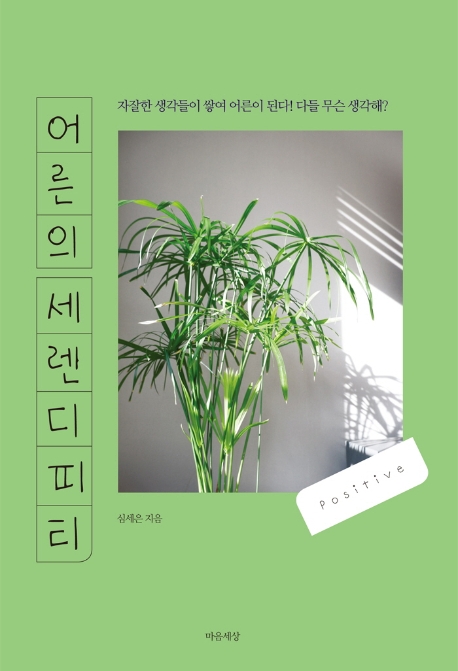 자잘한 생각들이 쌓여 어른이 된다! 다들 무슨 생각해?
어른의
세렌디피티
positive
심세은 지음
마음세상